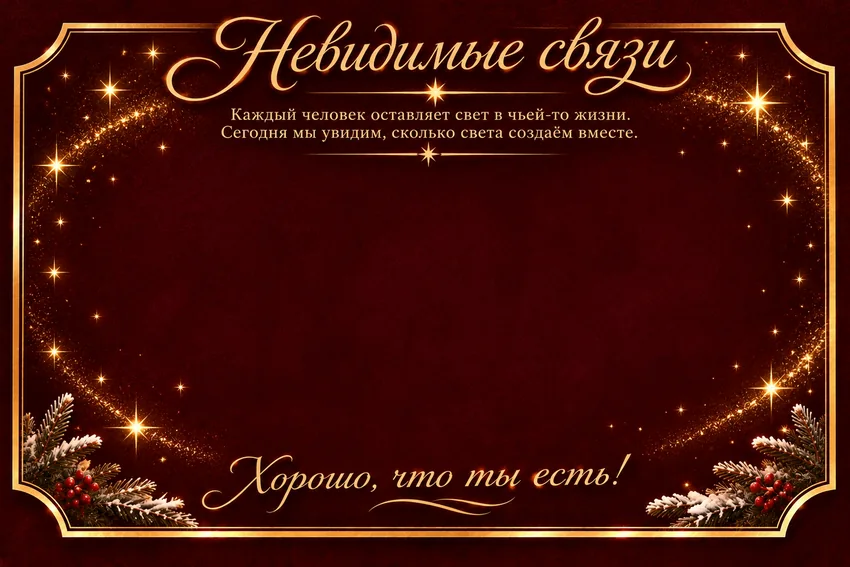 Невидимые связи
Каждый человек оставляет свет в чьей-то жизни.
Сегодня мы увидим, сколько света создаём вместе.
Хорошо, что ты есть!